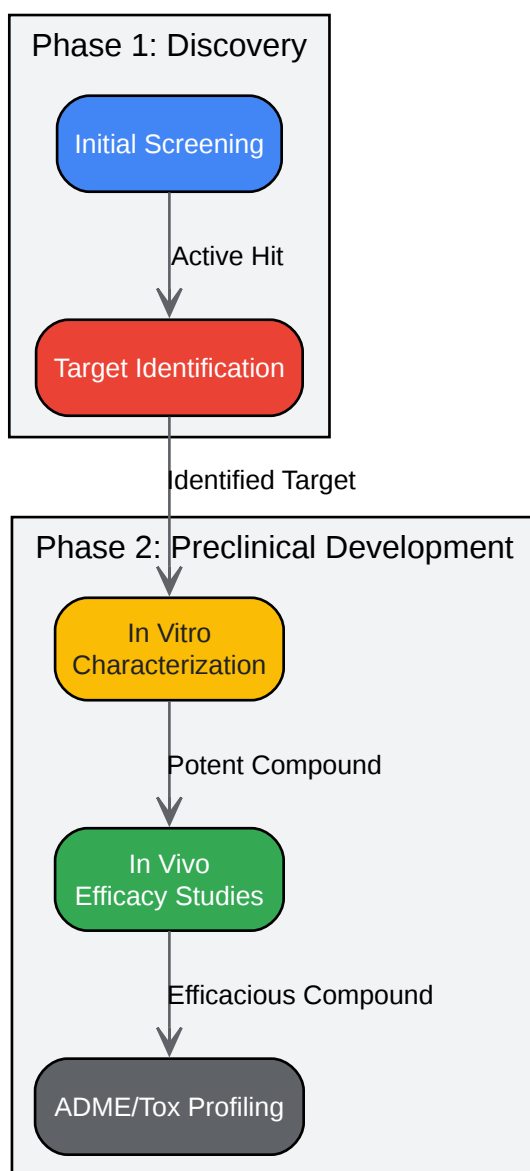 Phase 1: Discovery
Initial Screening
Active Hit
Target Identification
Identified Target
Phase 2: Preclinical Development
In Vitro
Characterization
Potent Compound
In Vivo
Efficacy Studies
Efficacious Compound
ADME/Tox Profiling